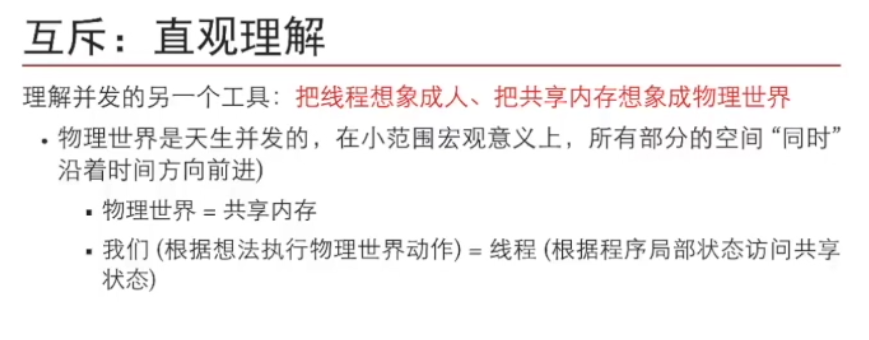 互斥：直观理解
理解并发的另一个工具：把线程想象成人、把共享内存想象成物理世界
• 物理世界是天生并发的，在小范围宏观意义上，所有部分的空间 “同时”
沿着时间方向前进)
▪ 物理世界 = 共享内存
▪ 我们 (根据想法执行物理世界动作) = 线程 (根据程序局部状态访问共享
状态)